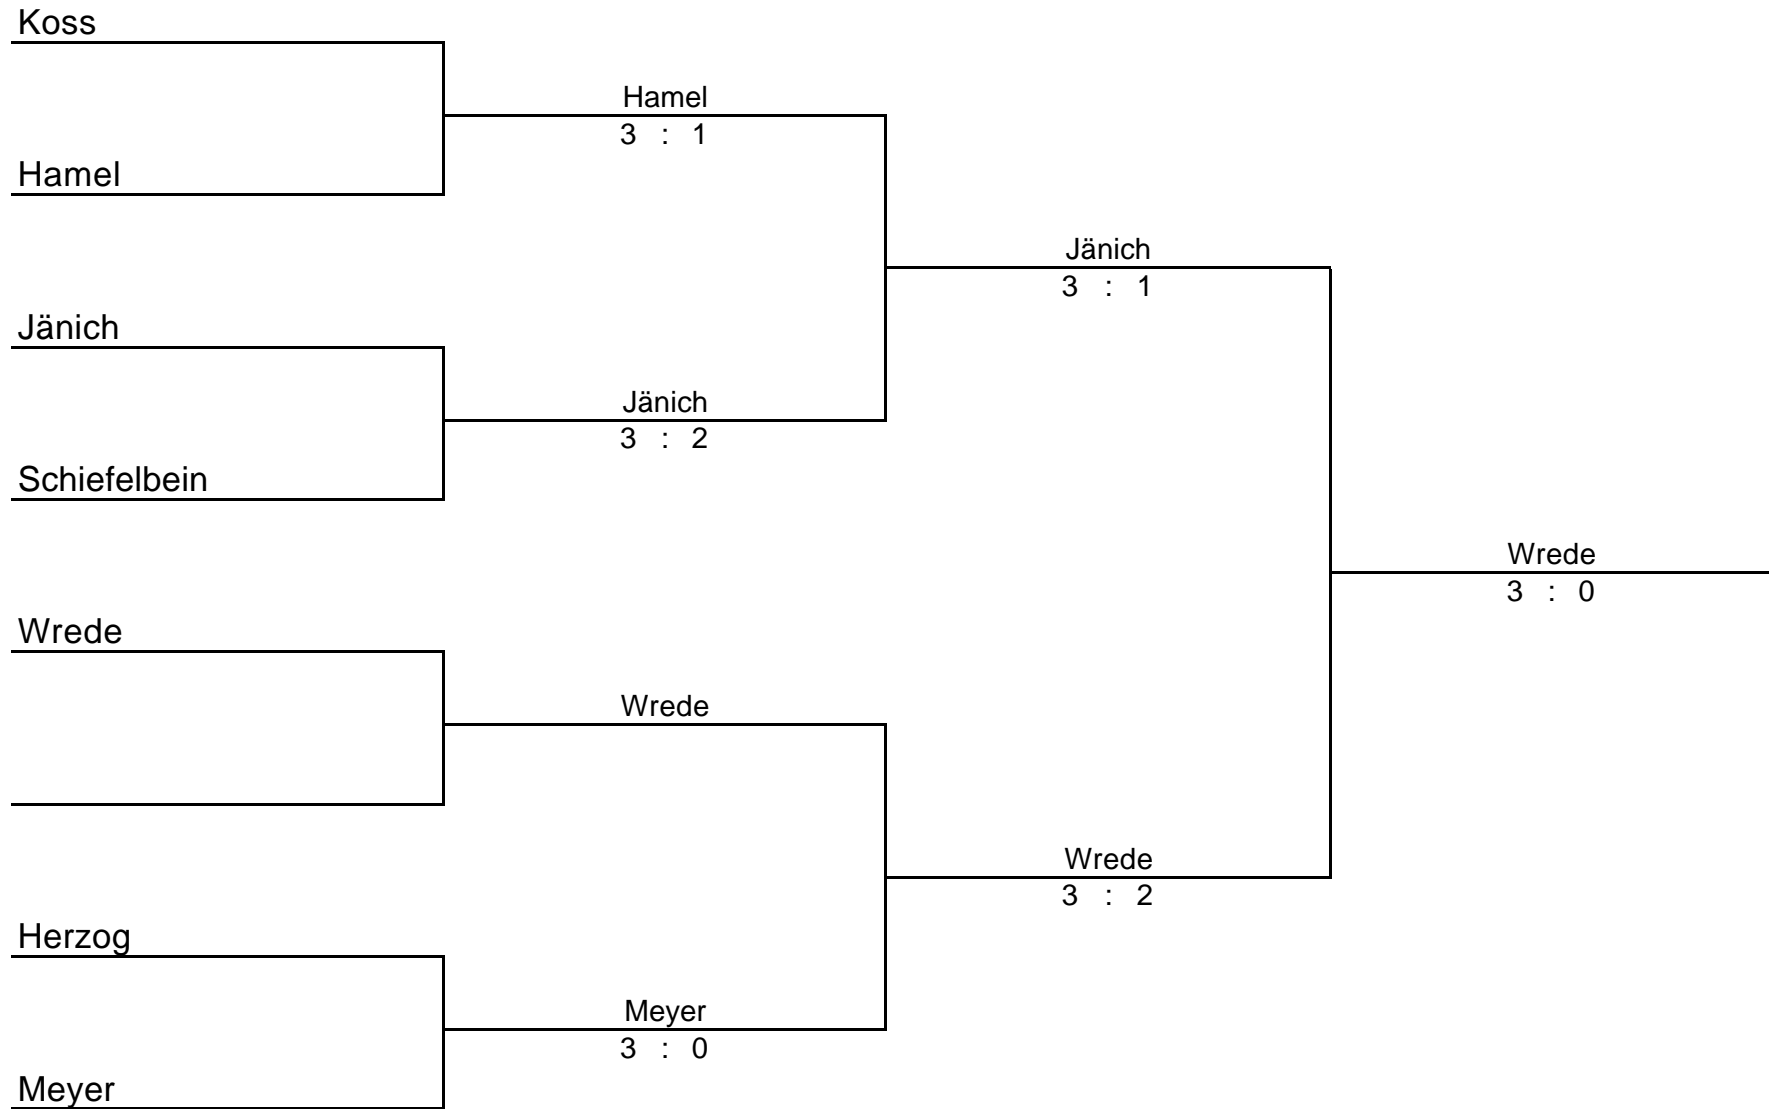 Koss
Hamel
3 : 1
Hamel
Jänich
3 : 1
Jänich
Jänich
3 : 2
Schiefelbein
Wrede
3 : 0
Wrede
Wrede
Wrede
3 : 2
Herzog
Meyer
3 : 0
Meyer